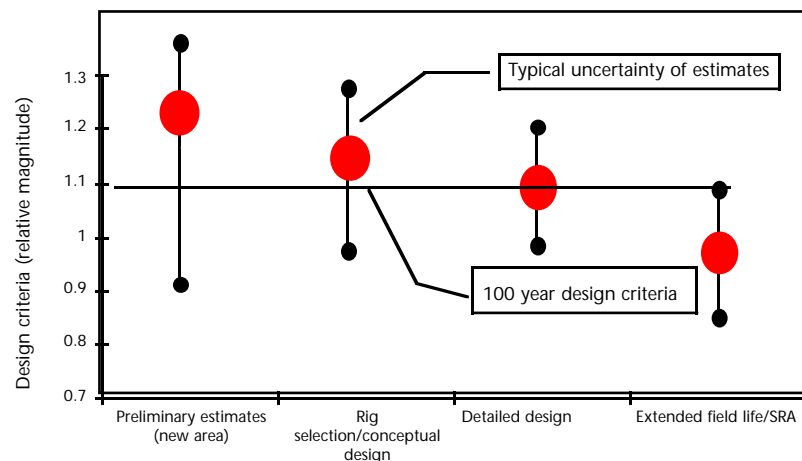 Design criteria (relative magnitude)
1.3
1.2
1.1
1
0.9
0.8
0.7
Typical uncertainty of estimates
100 year design criteria
Preliminary estimates
(new area)
Rig
selection/conceptual
design
Detailed design
Extended field life/SRA